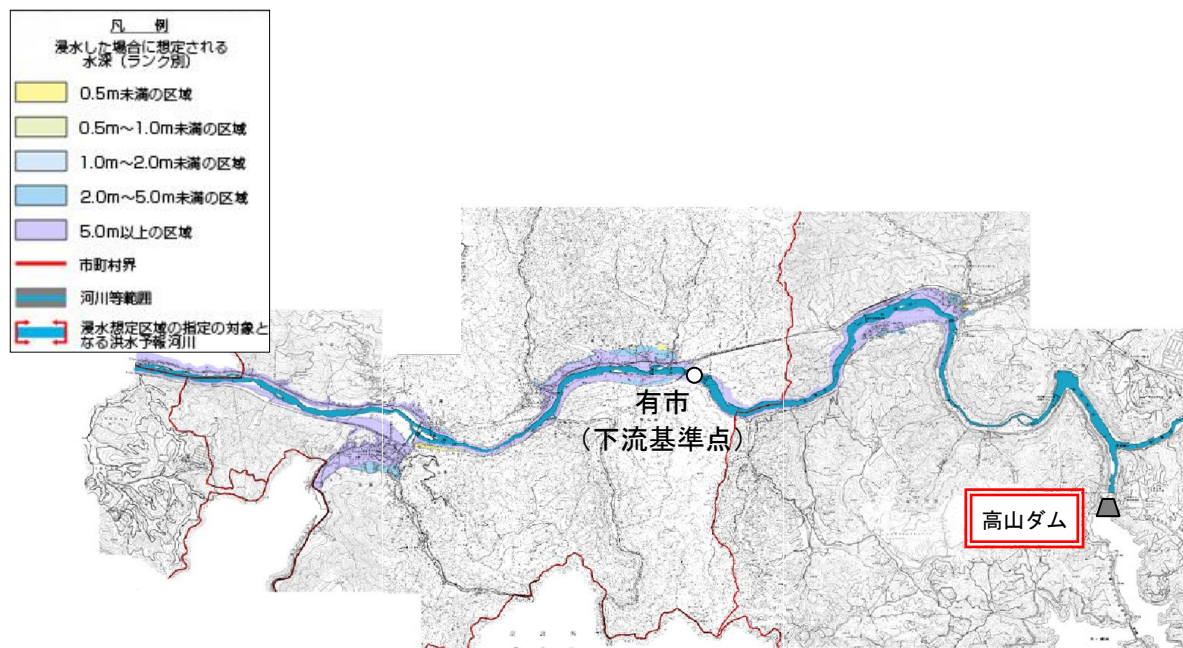 凡　例
浸水した場合に想定される
水深（ランク別）
0.5m未満の区域
0.5m～1.0m未満の区域
1.0m～2.0m未満の区域
2.0m～5.0m未満の区域
5.0m以上の区域
市町村界
河川等範囲
浸水想定区域の指定の対象と
なる洪水予報河川
有市
（下流基準点）
高山ダム